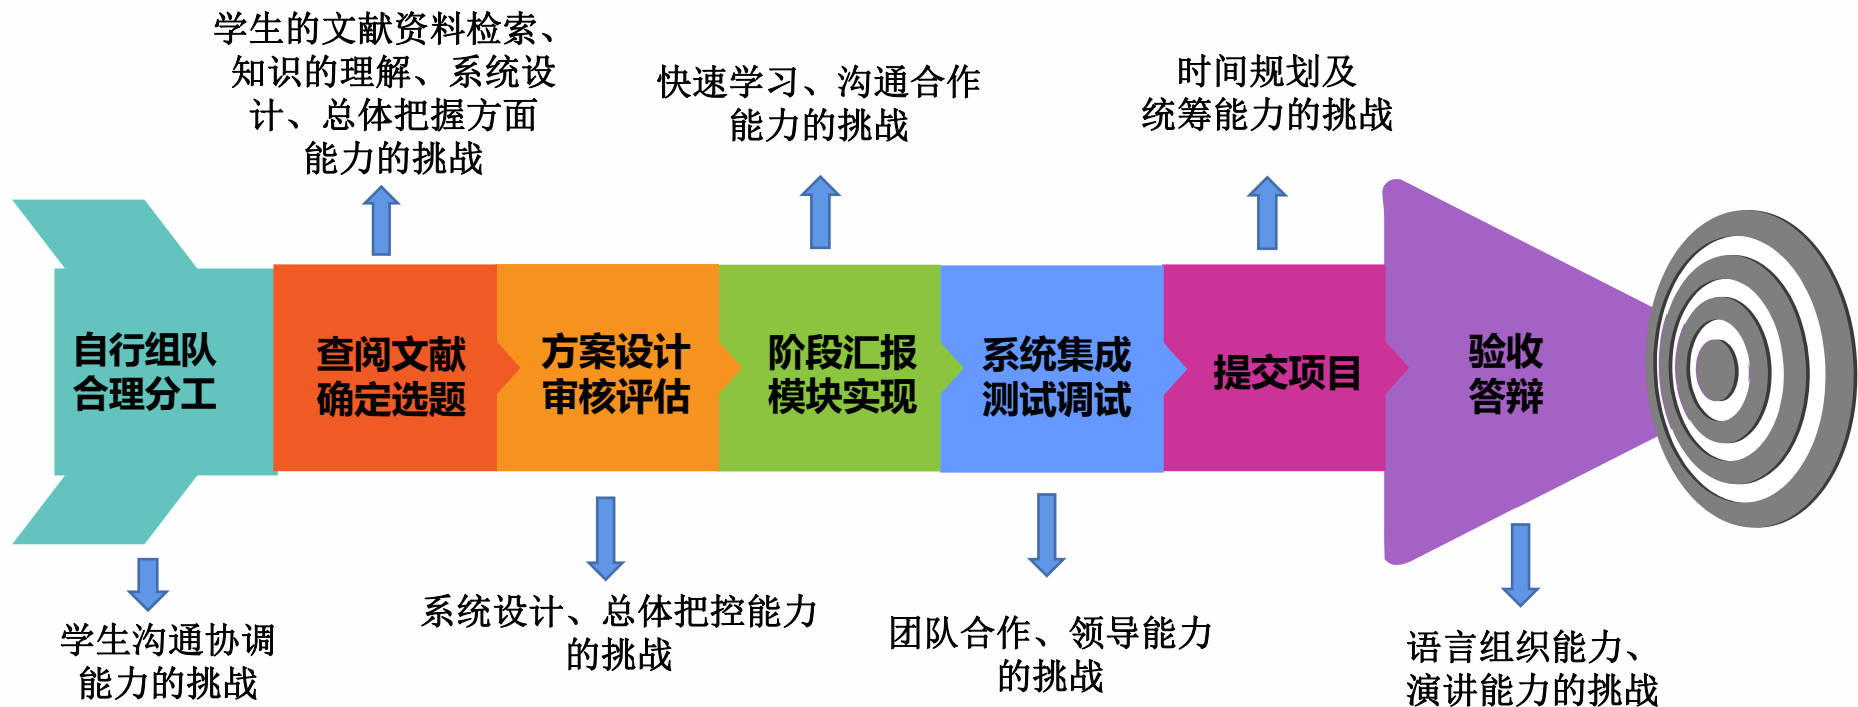 学生的文献资料检索、
知识的理解、系统设
计、总体把握方面
能力的挑战
快速学习、沟通合作
能力的挑战
时间规划及
统筹能力的挑战
自行组队
合理分工
查阅文献
确定选题
方案设计
审核评估
阶段汇报
模块实现
系统集成
测试调试
提交项目
验收
答辩
学生沟通协调
能力的挑战
系统设计、总体把控能力
的挑战
团队合作、领导能力
的挑战
语言组织能力、
演讲能力的挑战